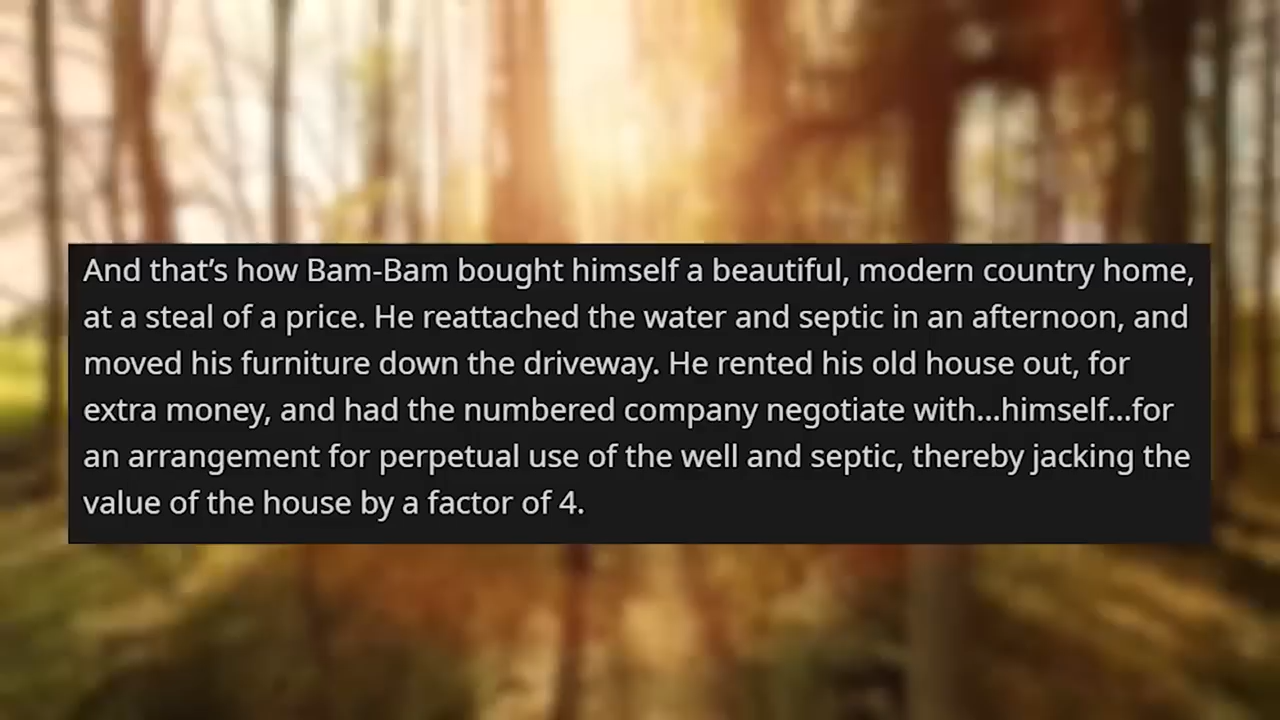 And that’s how Bam-Bam bought himself a beautiful, modern country home,
at a steal of a price. He reattached the water and septic in an afternoon, and
moved his furniture down the driveway. He rented his old house out, for
extra money, and had the numbered company negotiate with...himself...for
an arrangement for perpetual use of the well and septic, thereby jacking the
value of the house by a factor of 4.